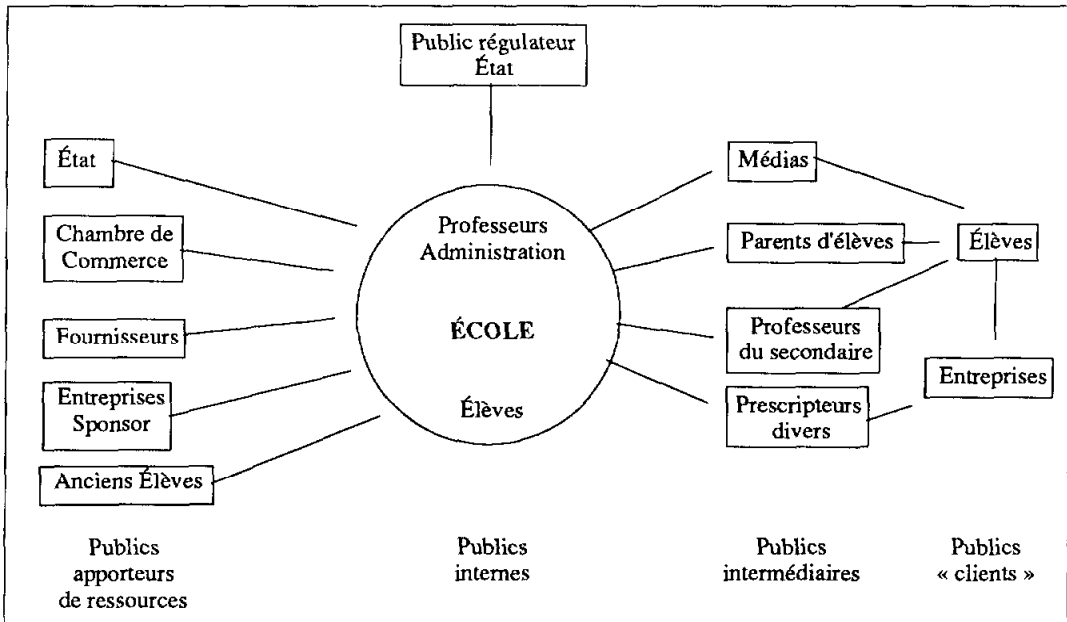 Public régulateur
État
État
Chambre de
Commerce
Fournisseurs
Entreprises
Sponsor
Anciens Élèves
Professeurs
Administration
ÉCOLE
Élèves
Médias
Parents d'élèves
Professeurs
du secondaire
Prescripteurs
divers
Élèves
Entreprises
Publics
apporteurs
de ressources
Publics
internes
Publics
intermédiaires
Publics
« clients »